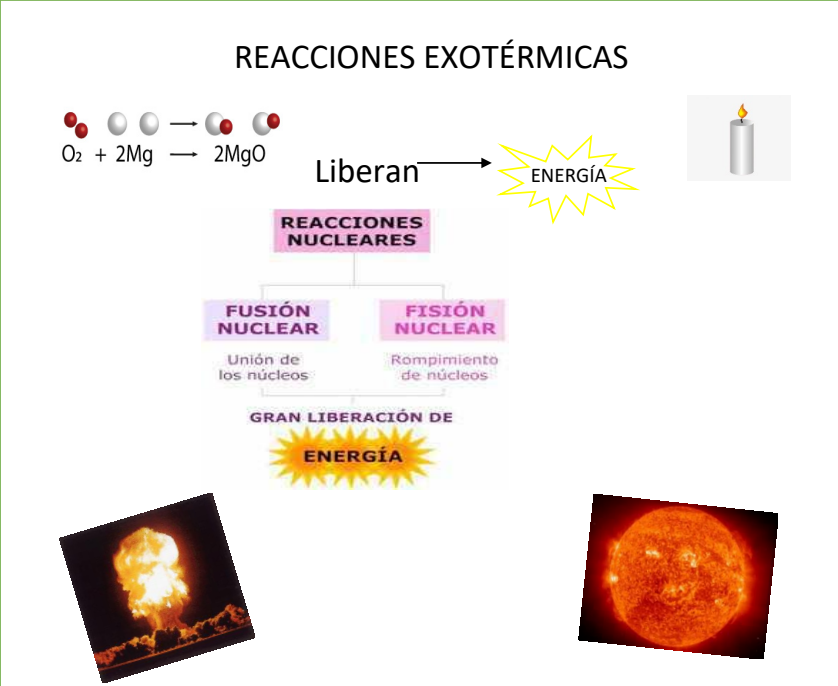 REACCIONES EXOTÉRMICAS
O₂ + 2Mg → 2MgO
Liberan
ENERGÍA
REACCIONES
NUCLEARES
FUSIÓN
NUCLEAR
Unión de
los núcleos
FISIÓN
NUCLEAR
Rompimiento
de núcleos
GRAN LIBERACIÓN DE
ENERGÍA